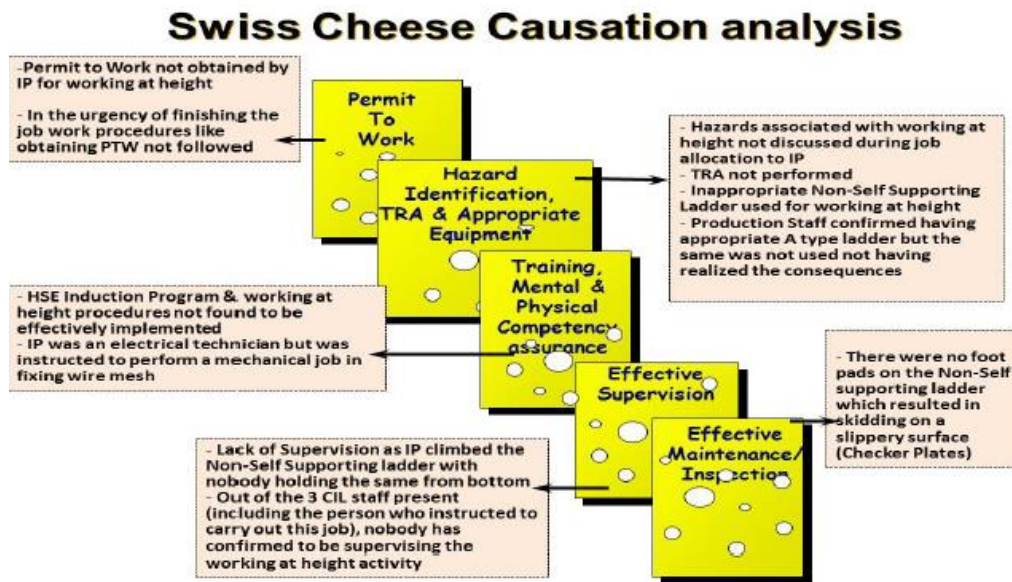 Swiss Cheese Causation analysis
-Permit to Work not obtained by
IP for working at height
- In the urgency of finishing the
job work procedures like
obtaining PTW not followed
Permit
To
Work
- Hazards associated with working at
height not discussed during job
allocation to IP
- TRA not performed
- Inappropriate Non-Self Supporting
Ladder used for working at height
- Production Staff confirmed having
appropriate A type ladder but the
same was not used not having
realized the consequences
Hazard
Identification,
TRA & Appropriate
Equipment
- HSE Induction Program & working at
height procedures not found to be
effectively implemented
- IP was an electrical technician but was
instructed to perform a mechanical job in
fixing wire mesh
Training,
Mental &
Physical
Competency
assurance
- There were no foot
pads on the Non-Self
supporting ladder
which resulted in
skidding on a
slippery surface
(Checker Plates)
Effective
Supervision
- Lack of Supervision as IP climbed the
Non-Self Supporting ladder with
nobody holding the same from bottom
- Out of the 3 CIL staff present
(including the person who instructed to
carry out this job), nobody has
confirmed to be supervising the
working at height activity
Effective
Maintenance/
Inspection